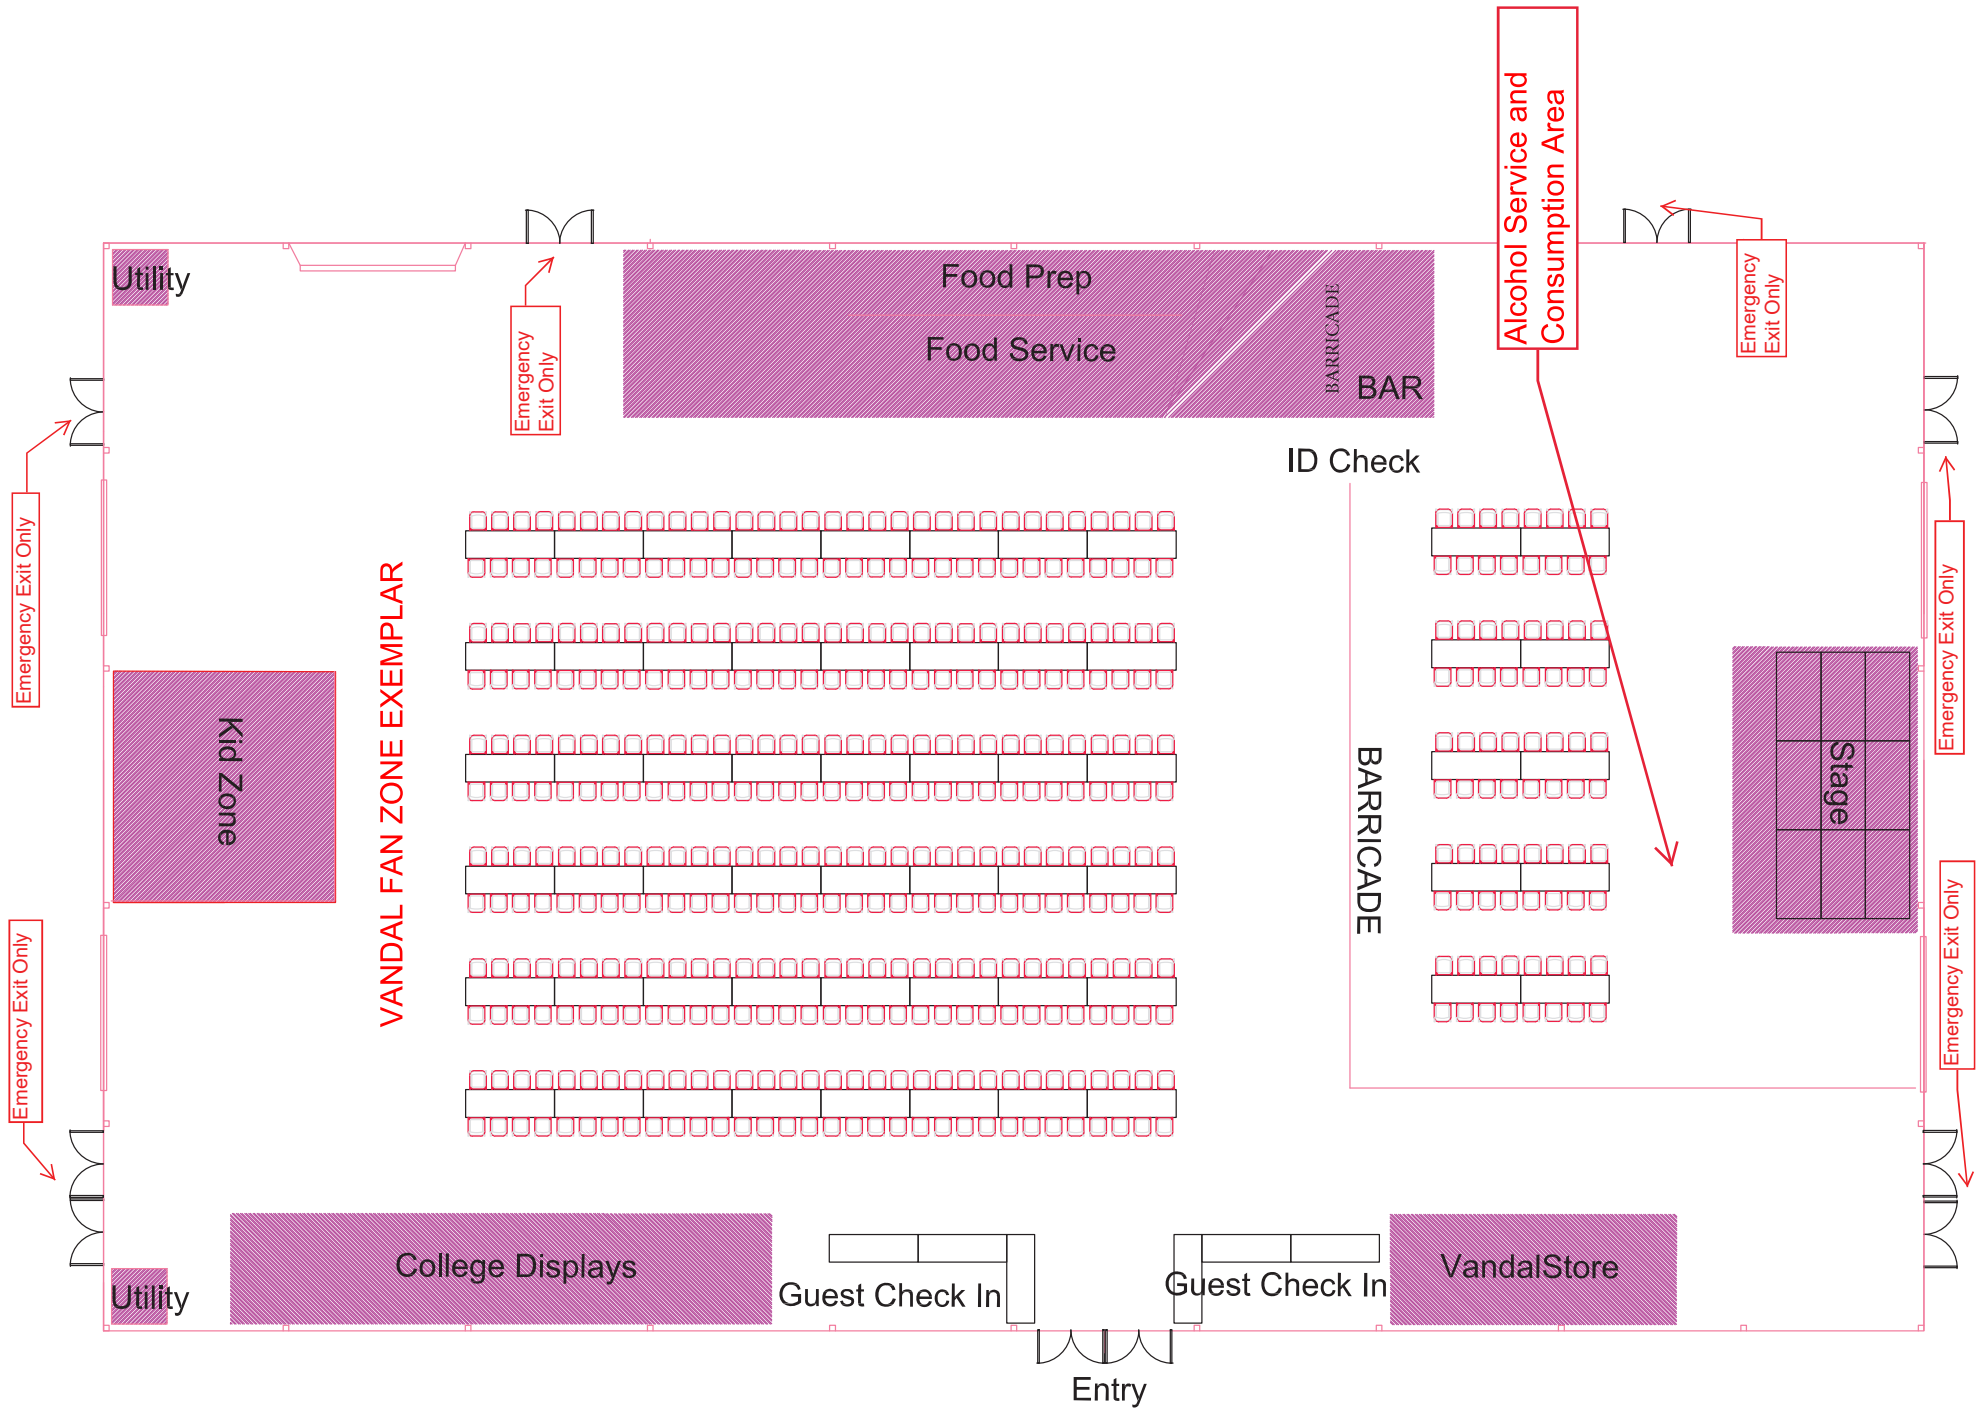 Alcohol Service and
Consumption Area
Utility
Food Prep
Food Service
BARRICADE
BAR
Emergency
Exit Only
Emergency
Exit Only
ID Check
Emergency Exit Only
Emergency Exit Only
VANDAL FAN ZONE EXEMPLAR
Kid Zone
BARRICADE
Stage
Emergency Exit Only
Emergency Exit Only
College Displays
Guest Check In
Guest Check In
VandalStore
Utility
Entry